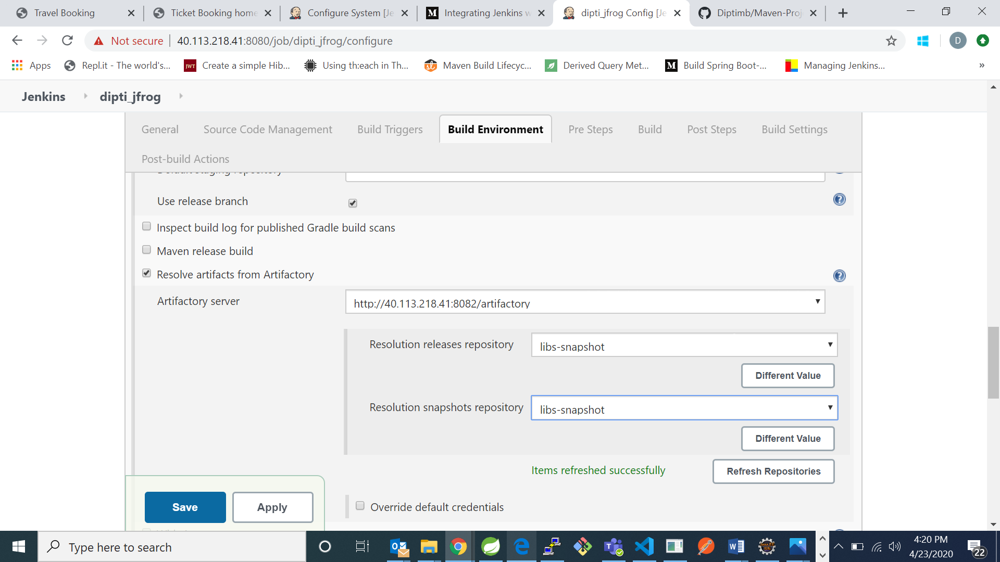 Travel Booking
Ticket Booking home
Configure System [Je
Integrating Jenkins w
dipti_jfrog Config [Je
Diptimb/Maven-Proj
Not secure
40.113.218.41:8080/job/dipti_jfrog/configure
D
Apps
Repl.it - The world's...
JWT
Create a simple Hib...
Using th:each in Th...
Maven Build Lifecyc...
Derived Query Met...
Build Spring Boot-...
Managing Jenkins...
»
Jenkins
dipti_jfrog
General
Source Code Management
Build Triggers
Build Environment
Pre Steps
Build
Post Steps
Build Settings
Post-build Actions
Default staging repository
Use release branch
Inspect build log for published Gradle build scans
Maven release build
Resolve artifacts from Artifactory
Artifactory server
http://40.113.218.41:8082/artifactory
Resolution releases repository
libs-snapshot
Different Value
Resolution snapshots repository
libs-snapshot
Different Value
Items refreshed successfully
Refresh Repositories
Save
Apply
Override default credentials
Type here to search
4:20 PM
4/23/2020
22